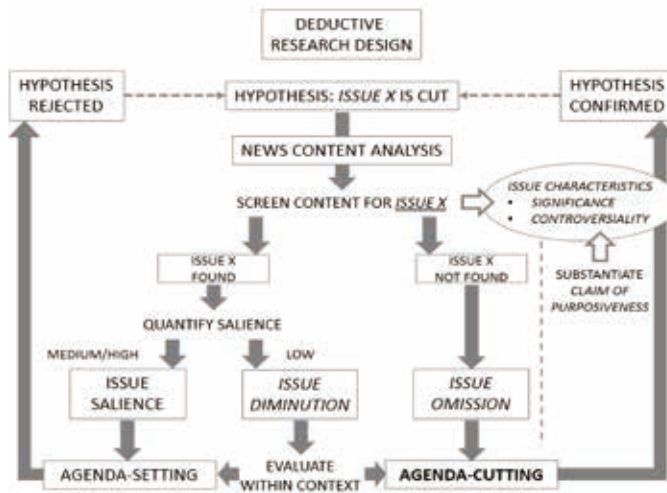 DEDUCTIVE
RESEARCH DESIGN
HYPOTHESIS
REJECTED
HYPOTHESIS: ISSUE X IS CUT
HYPOTHESIS
CONFIRMED
NEWS CONTENT ANALYSIS
SCREEN CONTENT FOR ISSUE X
ISSUE CHARACTERISTICS
• SIGNIFICANCE
• CONTROVERSIALITY
ISSUE X
FOUND
ISSUE X
NOT FOUND
SUBSTANTIATE
CLAIM OF
PURPOSIVENESS
QUANTIFY SALIENCE
MEDIUM/HIGH
LOW
ISSUE
SALIENCE
ISSUE
DIMINUTION
ISSUE
OMISSION
AGENDA-SETTING
EVALUATE
WITHIN CONTEXT
AGENDA-CUTTING